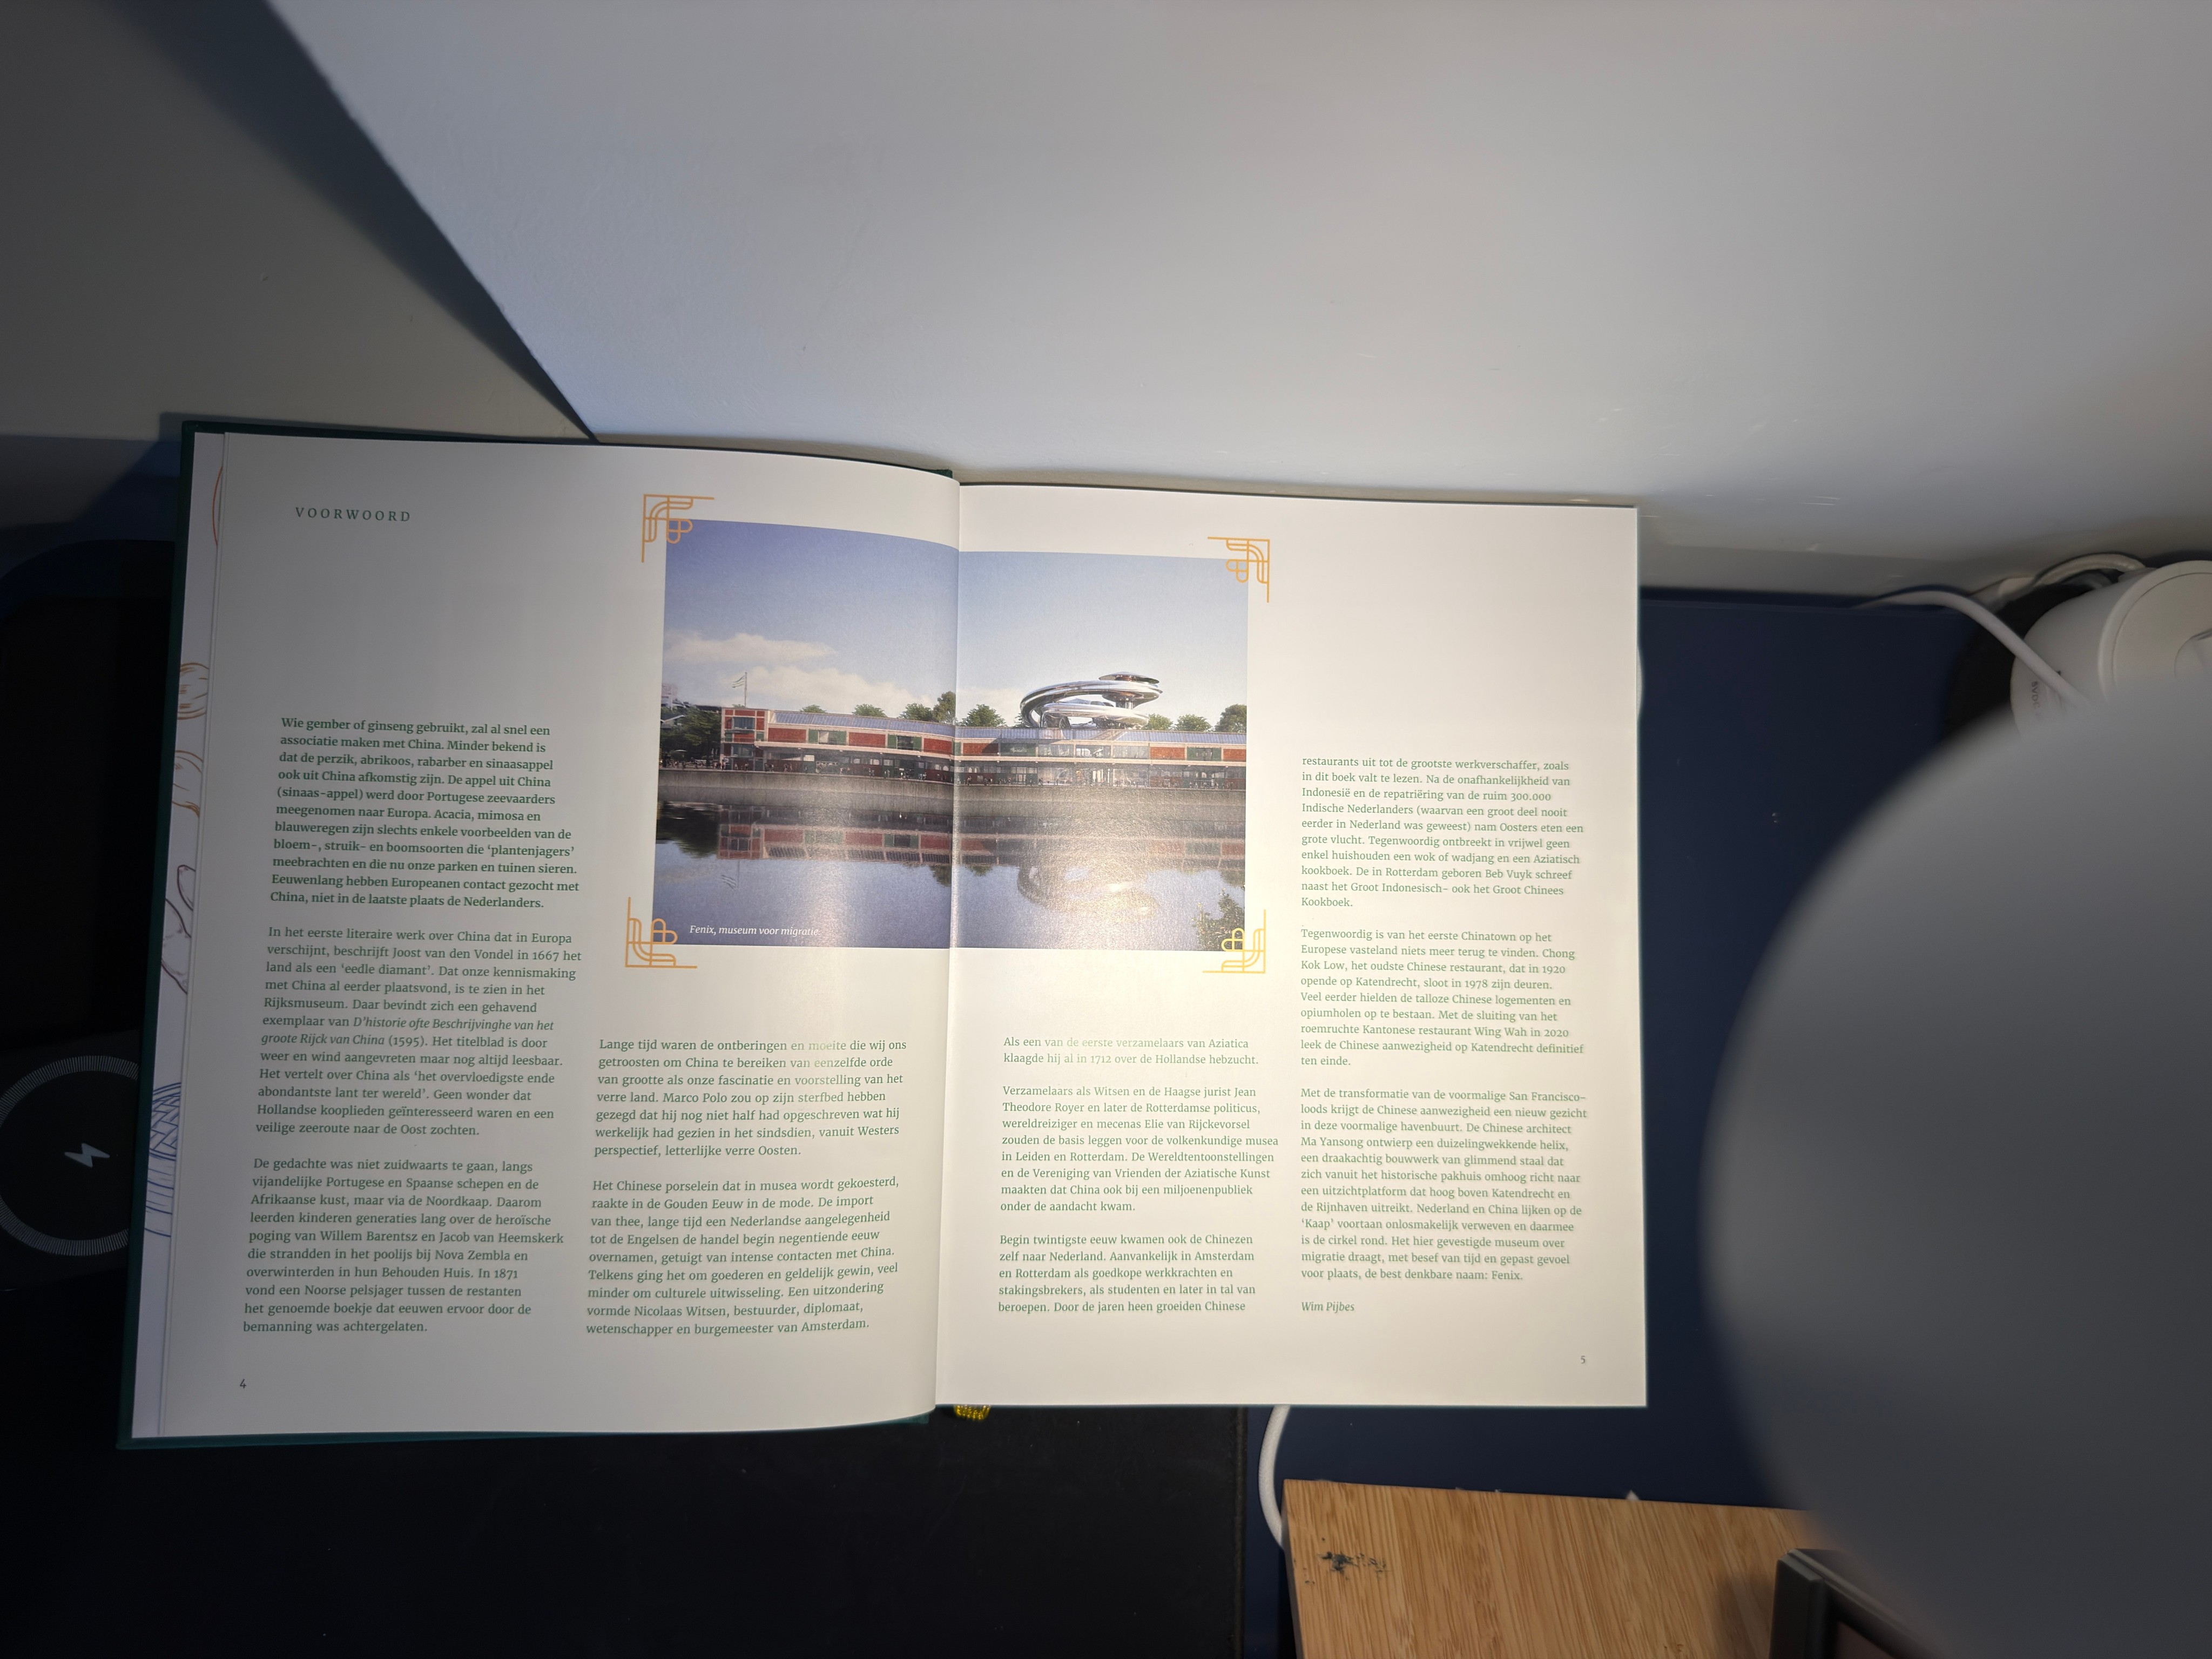 VOORWOORD
Wie gember of ginseng gebruikt, zal al snel een
associatie maken met China. Minder bekend is
dat de perzik, abrikoos, rabarber en sinaasappel
ook uit China afkomstig zijn. De appel uit China
(sinaas-appel) werd door Portugese zeevaarders
meegenomen naar Europa. Acacia, mimosa en
blauweregen zijn slechts enkele voorbeelden van de
bloem-, struik- en boomsoorten die ‘plantenjagers’
meebrachten en die nu onze parken en tuinen sieren.
Eeuwenlang hebben Europeanen contact gezocht met
China, niet in de laatste plaats de Nederlanders.
In het eerste literaire werk over China dat in Europa
verschijnt, beschrijft Joost van den Vondel in 1667 het
land als een ‘eedle diamant’. Dat onze kennismaking
met China al eerder plaatsvond, is te zien in het
Rijksmuseum. Daar bevindt zich een gehavend
exemplaar van D’historie ofte Beschrijvinghe van het
groote Rijck van China (1595). Het titelblad is door
weer en wind aangevreten maar nog altijd leesbaar.
Het vertelt over China als ‘het overvloedigste ende
abondantste lant ter wereld’. Geen wonder dat
Hollandse kooplieden geïnteresseerd waren en een
veilige zeeroute naar de Oost zochten.
De gedachte was niet zuidwaarts te gaan, langs
vijandelijke Portugese en Spaanse schepen en de
Afrikaanse kust, maar via de Noordkaap. Daarom
leerden kinderen generaties lang over de heroïsche
poging van Willem Barentsz en Jacob van Heemskerk
die strandden in het poolijs bij Nova Zembla en
overwinterden in hun Behouden Huis. In 1871
vond een Noorse pelsjager tussen de restanten
het genoemde boekje dat eeuwen ervoor door de
bemanning was achtergelaten.
4
Fenix, museum voor migratie
Lange tijd waren de ontberingen en moeite die wij ons
getroosten om China te bereiken van eenzelfde orde
van grootte als onze fascinatie en voorstelling van het
verre land. Marco Polo zou op zijn sterfbed hebben
gezegd dat hij nog niet half had opgeschreven wat hij
werkelijk had gezien in het sindsdien, vanuit Westers
perspectief, letterlijke verre Oosten.
Het Chinese porselein dat in musea wordt gekoesterd,
raakte in de Gouden Eeuw in de mode. De import
van thee, lange tijd een Nederlandse aangelegenheid
tot de Engelsen de handel begin negentiende eeuw
overnamen, getuigt van intense contacten met China.
Telkens ging het om goederen en geldelijk gewin, veel
minder om culturele uitwisseling. Een uitzondering
vormde Nicolaas Witsen, bestuurder, diplomaat,
wetenschapper en burgemeester van Amsterdam.
Als een van de eerste verzamelaars van Aziatica
klaagde hij al in 1712 over de Hollandse hebzucht.
Verzamelaars als Witsen en de Haagse jurist Jean
Theodore Royer en later de Rotterdamse politicus,
wereldreiziger en mecenas Elie van Rijckevorsel
zouden de basis leggen voor de volkenkundige musea
in Leiden en Rotterdam. De Wereldtentoonstellingen
en de Vereniging van Vrienden der Aziatische Kunst
maakten dat China ook bij een miljoenenpubliek
onder de aandacht kwam.
Begin twintigste eeuw kwamen ook de Chinezen
zelf naar Nederland. Aanvankelijk in Amsterdam
en Rotterdam als goedkope werkkrachten en
stakingsbrekers, als studenten en later in tal van
beroepen. Door de jaren heen groeiden Chinese
restaurants uit tot de grootste werkverschaffer, zoals
in dit boek valt te lezen. Na de onafhankelijkheid van
Indonesië en de repatriëring van de ruim 300.000
Indische Nederlanders (waarvan een groot deel nooit
eerder in Nederland was geweest) nam Oosters eten een
grote vlucht. Tegenwoordig ontbreekt in vrijwel geen
enkel huishouden een wok of wadjang en een Aziatisch
kookboek. De in Rotterdam geboren Beb Vuyk schreef
naast het Groot Indonesisch- ook het Groot Chinees
Kookboek.
Tegenwoordig is van het eerste Chinatown op het
Europese vasteland niets meer terug te vinden. Chong
Kok Low, het oudste Chinese restaurant, dat in 1920
opende op Katendrecht, sloot in 1978 zijn deuren.
Veel eerder hielden de talloze Chinese logementen en
opiumholen op te bestaan. Met de sluiting van het
roemruchte Kantonese restaurant Wing Wah in 2020
leek de Chinese aanwezigheid op Katendrecht definitief
ten einde.
Met de transformatie van de voormalige San Francisco-
loods krijgt de Chinese aanwezigheid een nieuw gezicht
in deze voormalige havenbuurt. De Chinese architect
Ma Yansong ontwierp een duizelingwekkende helix,
een draakachtig bouwwerk van glimmend staal dat
zich vanuit het historische pakhuis omhoog richt naar
een uitzichtplatform dat hoog boven Katendrecht en
de Rijnhaven uitreikt. Nederland en China lijken op de
‘Kaap’ voortaan onlosmakelijk verweven en daarmee
is de cirkel rond. Het hier gevestigde museum over
migratie draagt, met besef van tijd en gepast gevoel
voor plaats, de best denkbare naam: Fenix.
Wim Pijbes
5